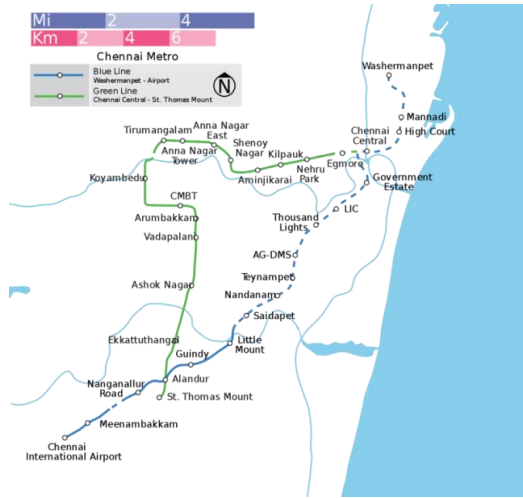 Mi 2 4
Km 2 4 6
Chennai Metro
Blue Line
Washermanpet - Airport
Green Line
Chennai Central - St. Thomas Mount
N
Washermanpet
Mannadi
High Court
Chennai
Central
Egmore
Government
Estate
Tirumangalam
Anna Nagar
East
Anna Nagar
Tower
Shenoy
Nagar
Kilpauk
Aminjikarai
Nehru
Park
Koyambedu
CMBT
Arumbakkam
Vadapalani
LIC
Thousand
Lights
AG-DMS
Teynampet
Nandanam
Saidapet
Ashok Nagar
Ekkattuthangal
Little
Mount
Guindy
Alandur
Nanganallur
Road
St. Thomas Mount
Meenambakkam
Chennai
International Airport